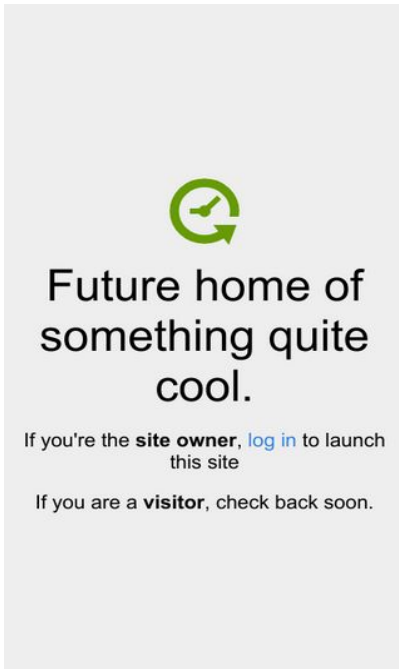 Future home of
something quite
cool.
If you're the site owner, log in to launch
this site
If you are a visitor, check back soon.